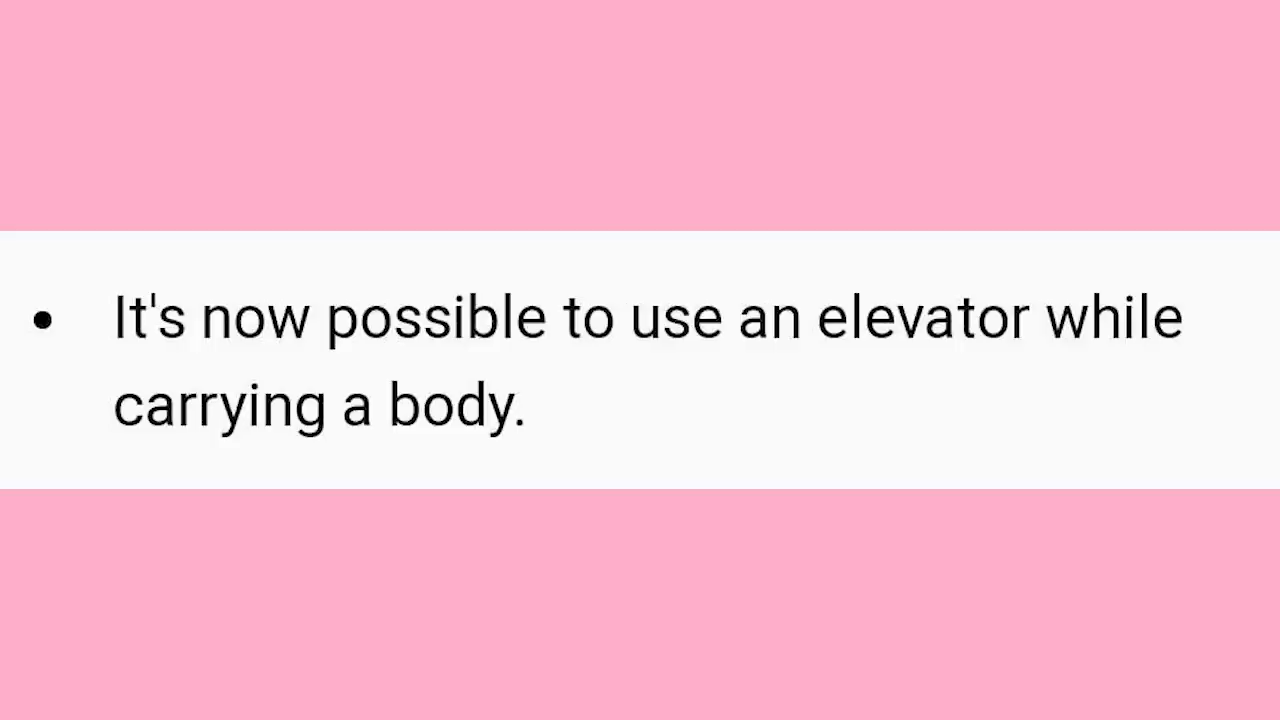 • It's now possible to use an elevator while
carrying a body.